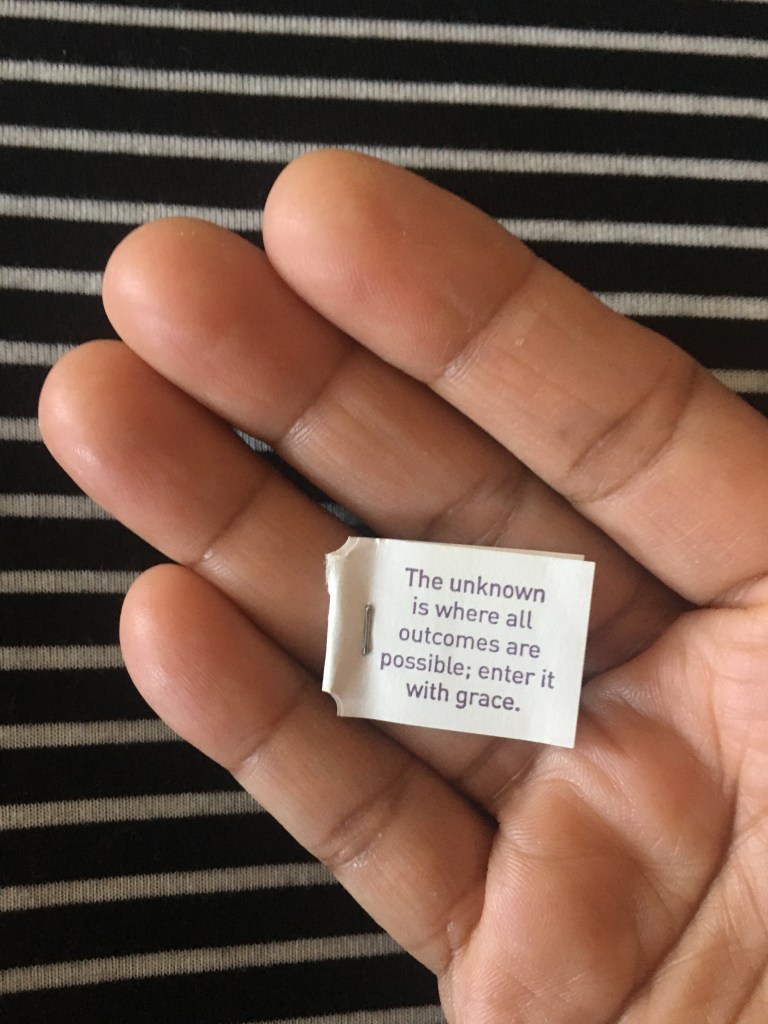 The unknown
is where all
outcomes are
possible; enter it
with grace.